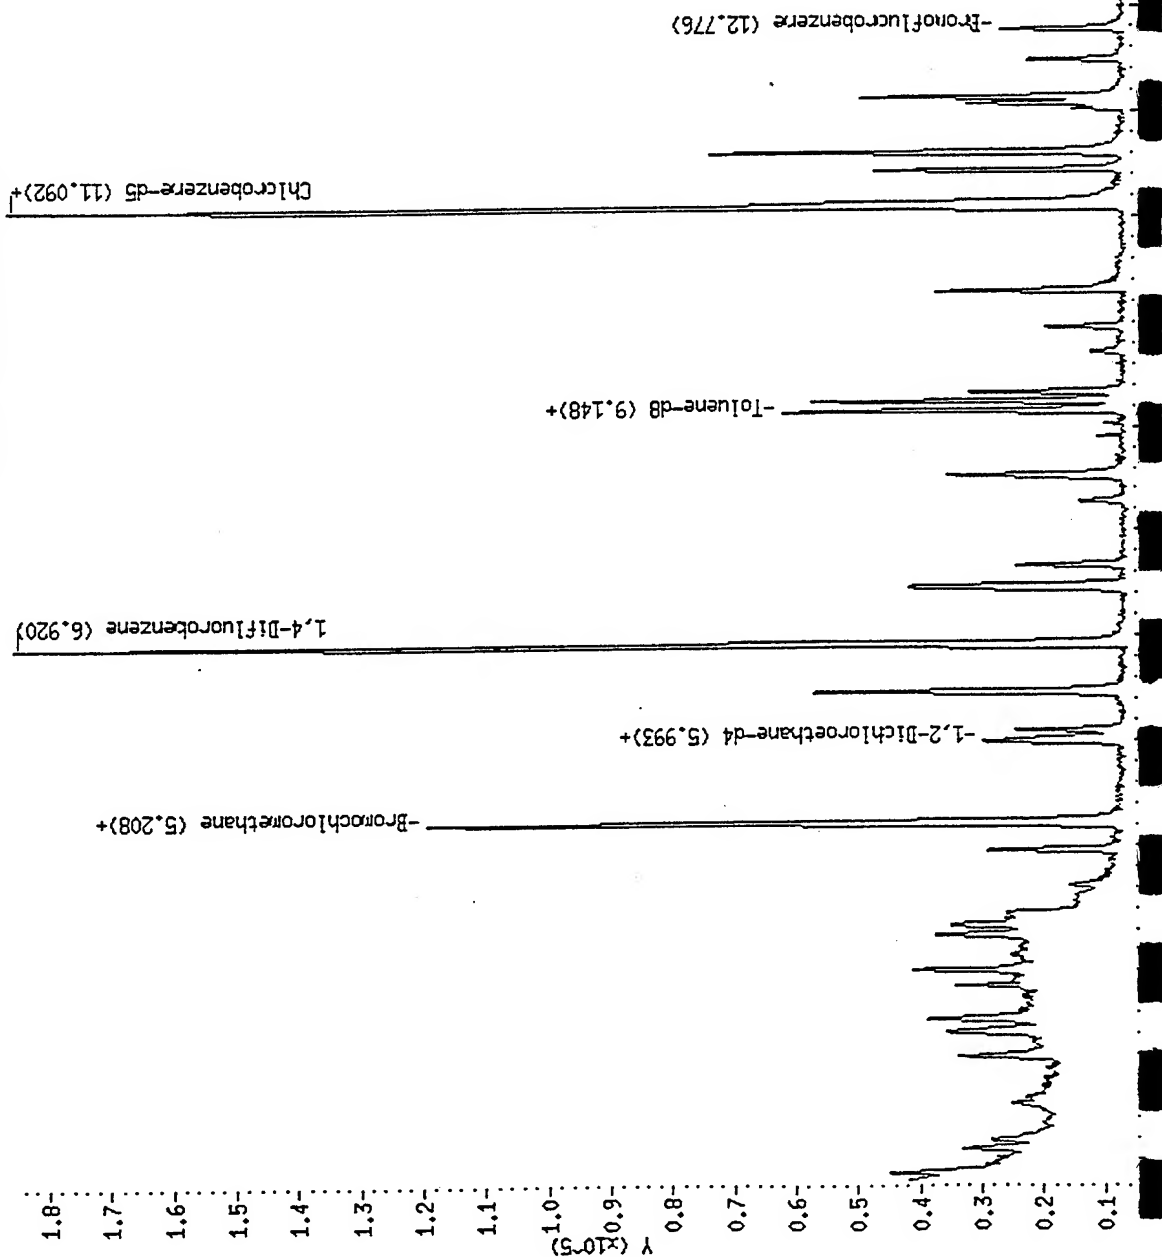 Y (x10^5)
1.8-
1.7-
1.6-
1.5-
1.4-
1.3-
1.2-
1.1-
1.0-
0.9-
0.8-
0.7-
0.6-
0.5-
0.4-
0.3-
0.2-
0.1-
-Bromochloromethane (5.208)+
-1,2-Dichloroethane-d4 (5.993)+
1,4-Difluorobenzene (6.920)
-Toluene-d8 (9.148)+
Chlorobenzene-d5 (11.092)+
-Bromofluorobenzene (12.776)